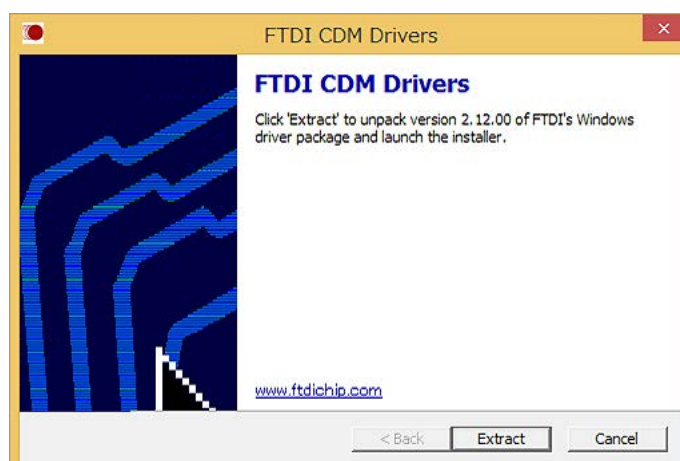 FTDI CDM Drivers
FTDI CDM Drivers
Click 'Extract' to unpack version 2.12.00 of FTDI's Windows
driver package and launch the installer.
www.ftdichip.com
< Back Extract Cancel